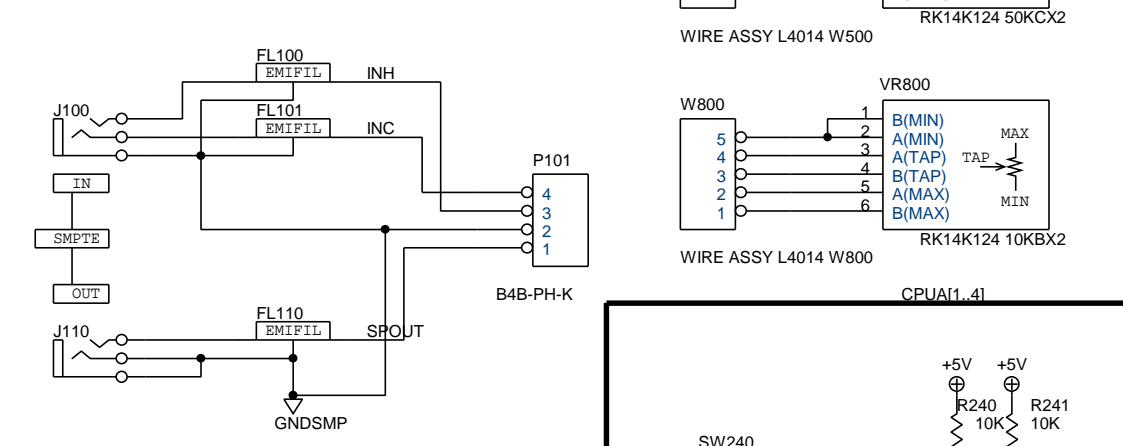 RK14K124 50KCX2
WIRE ASSY L4014 W500
FL100
EMIFIL
INH
J100
FL101
EMIFIL
INC
IN
SMPTE
OUT
P101
4
3
2
1
B4B-PH-K
J110
FL110
EMIFIL
SPOUT
GNDSMP
VR800
W800
5
4
3
2
1
1 B(MIN)
2 A(MIN)
3 A(TAP)
4 B(TAP)
5 A(MAX)
6 B(MAX)
MAX
TAP
MIN
RK14K124 10KBX2
WIRE ASSY L4014 W800
CPUA[1..4]
+5V +5V
R240 R241
10K 10K
SW240